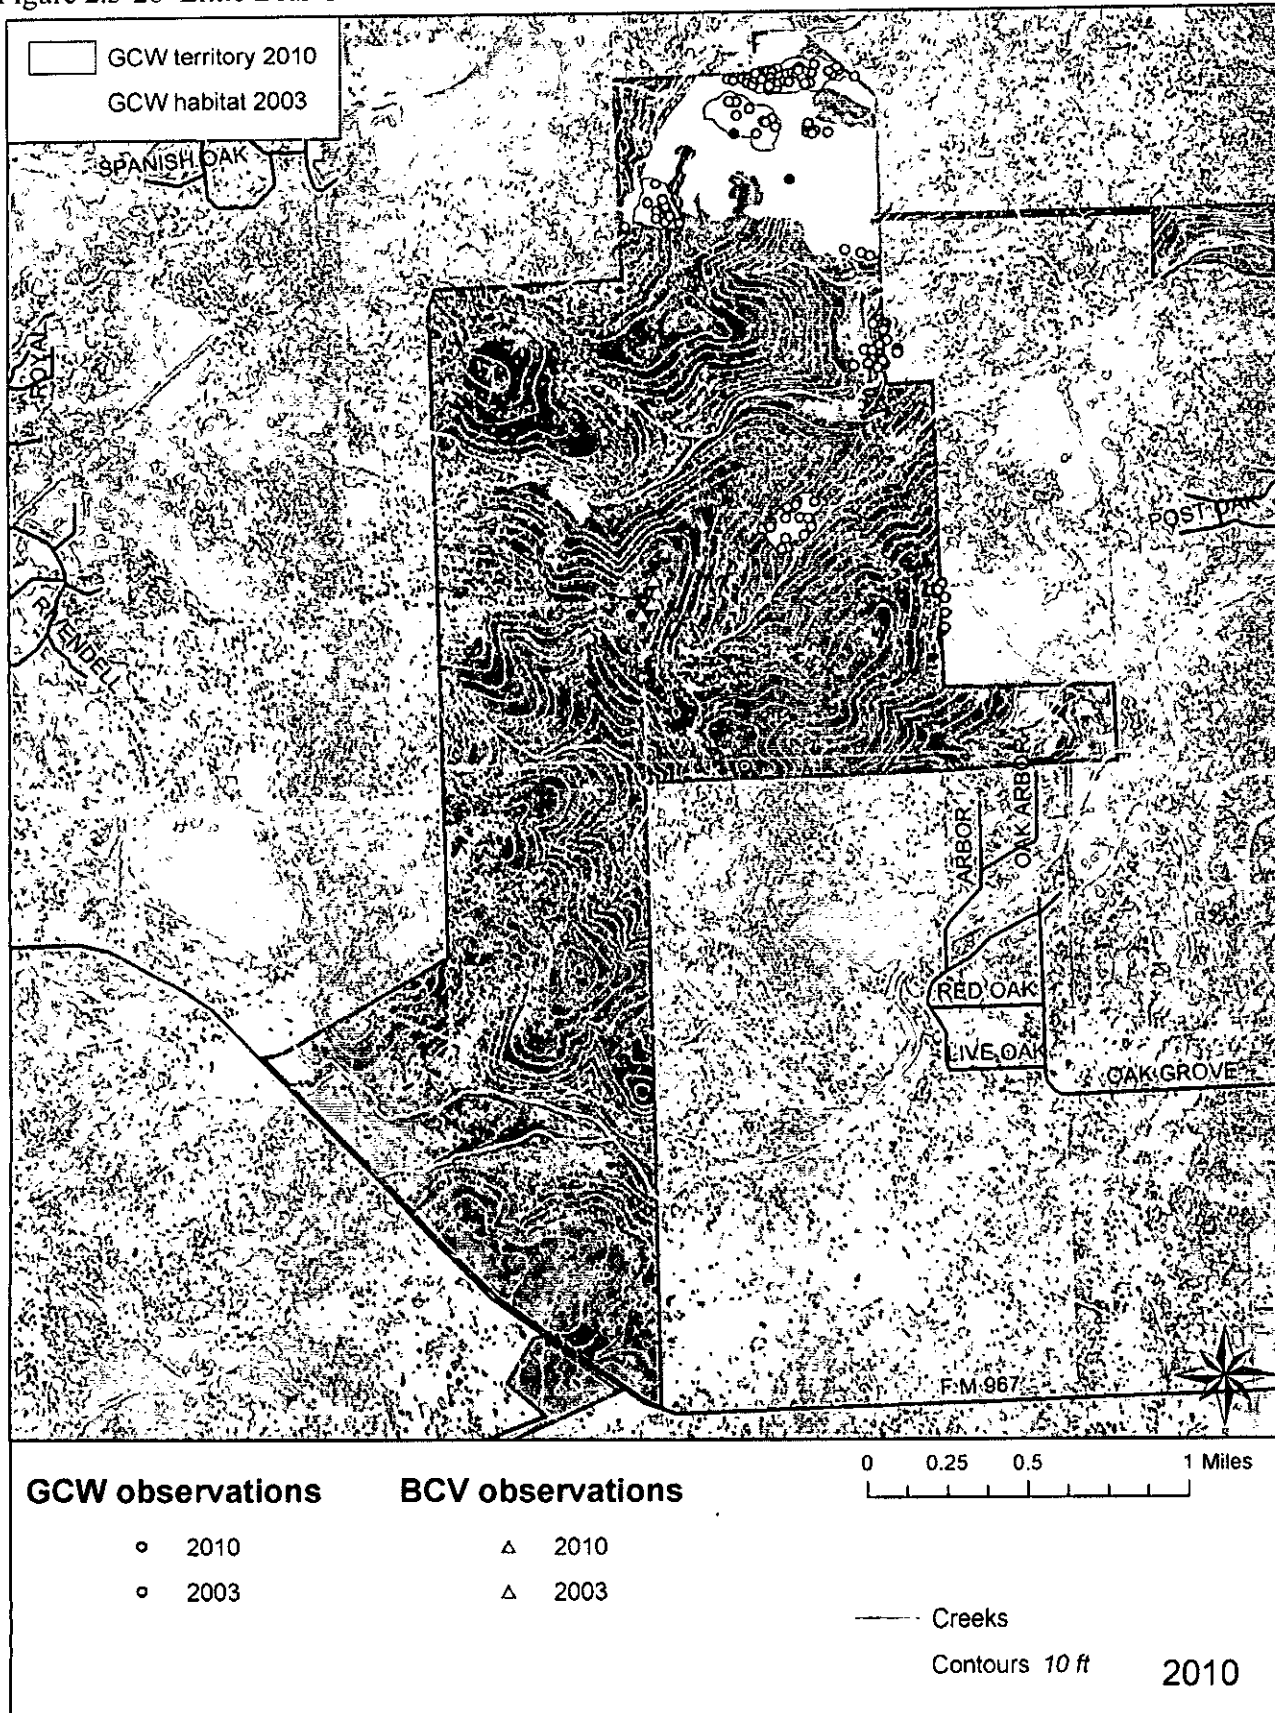 GCW territory 2010
GCW habitat 2003
SPANISH OAK
ROYAL
POST OAK
ARBOR
OAK ARBOR
RED OAK
LIVE OAK
OAK GROVE
F M 967
0 0.25 0.5 1 Miles
GCW observations
BCV observations
2010
2010
2003
2003
Creeks
Contours 10 ft
2010